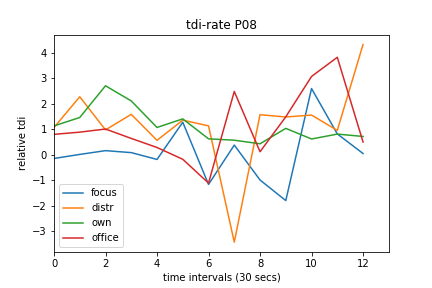 tdi-rate P08
4
3
2
1
0
−1
−2
−3
relative tdi
focus
distr
own
office
0 2 4 6 8 10 12
time intervals (30 secs)